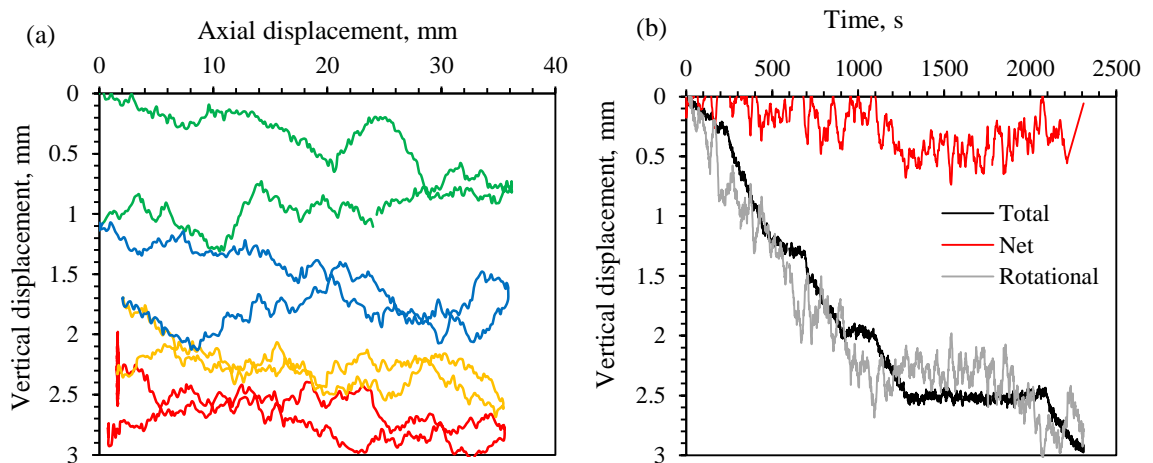 (a)
Axial displacement, mm
0 10 20 30 40
Vertical displacement, mm
0
0.5
1
1.5
2
2.5
3
(b)
Time, s
0 500 1000 1500 2000 2500
Vertical displacement, mm
0
0.5
1
1.5
2
2.5
3
Total
Net
Rotational